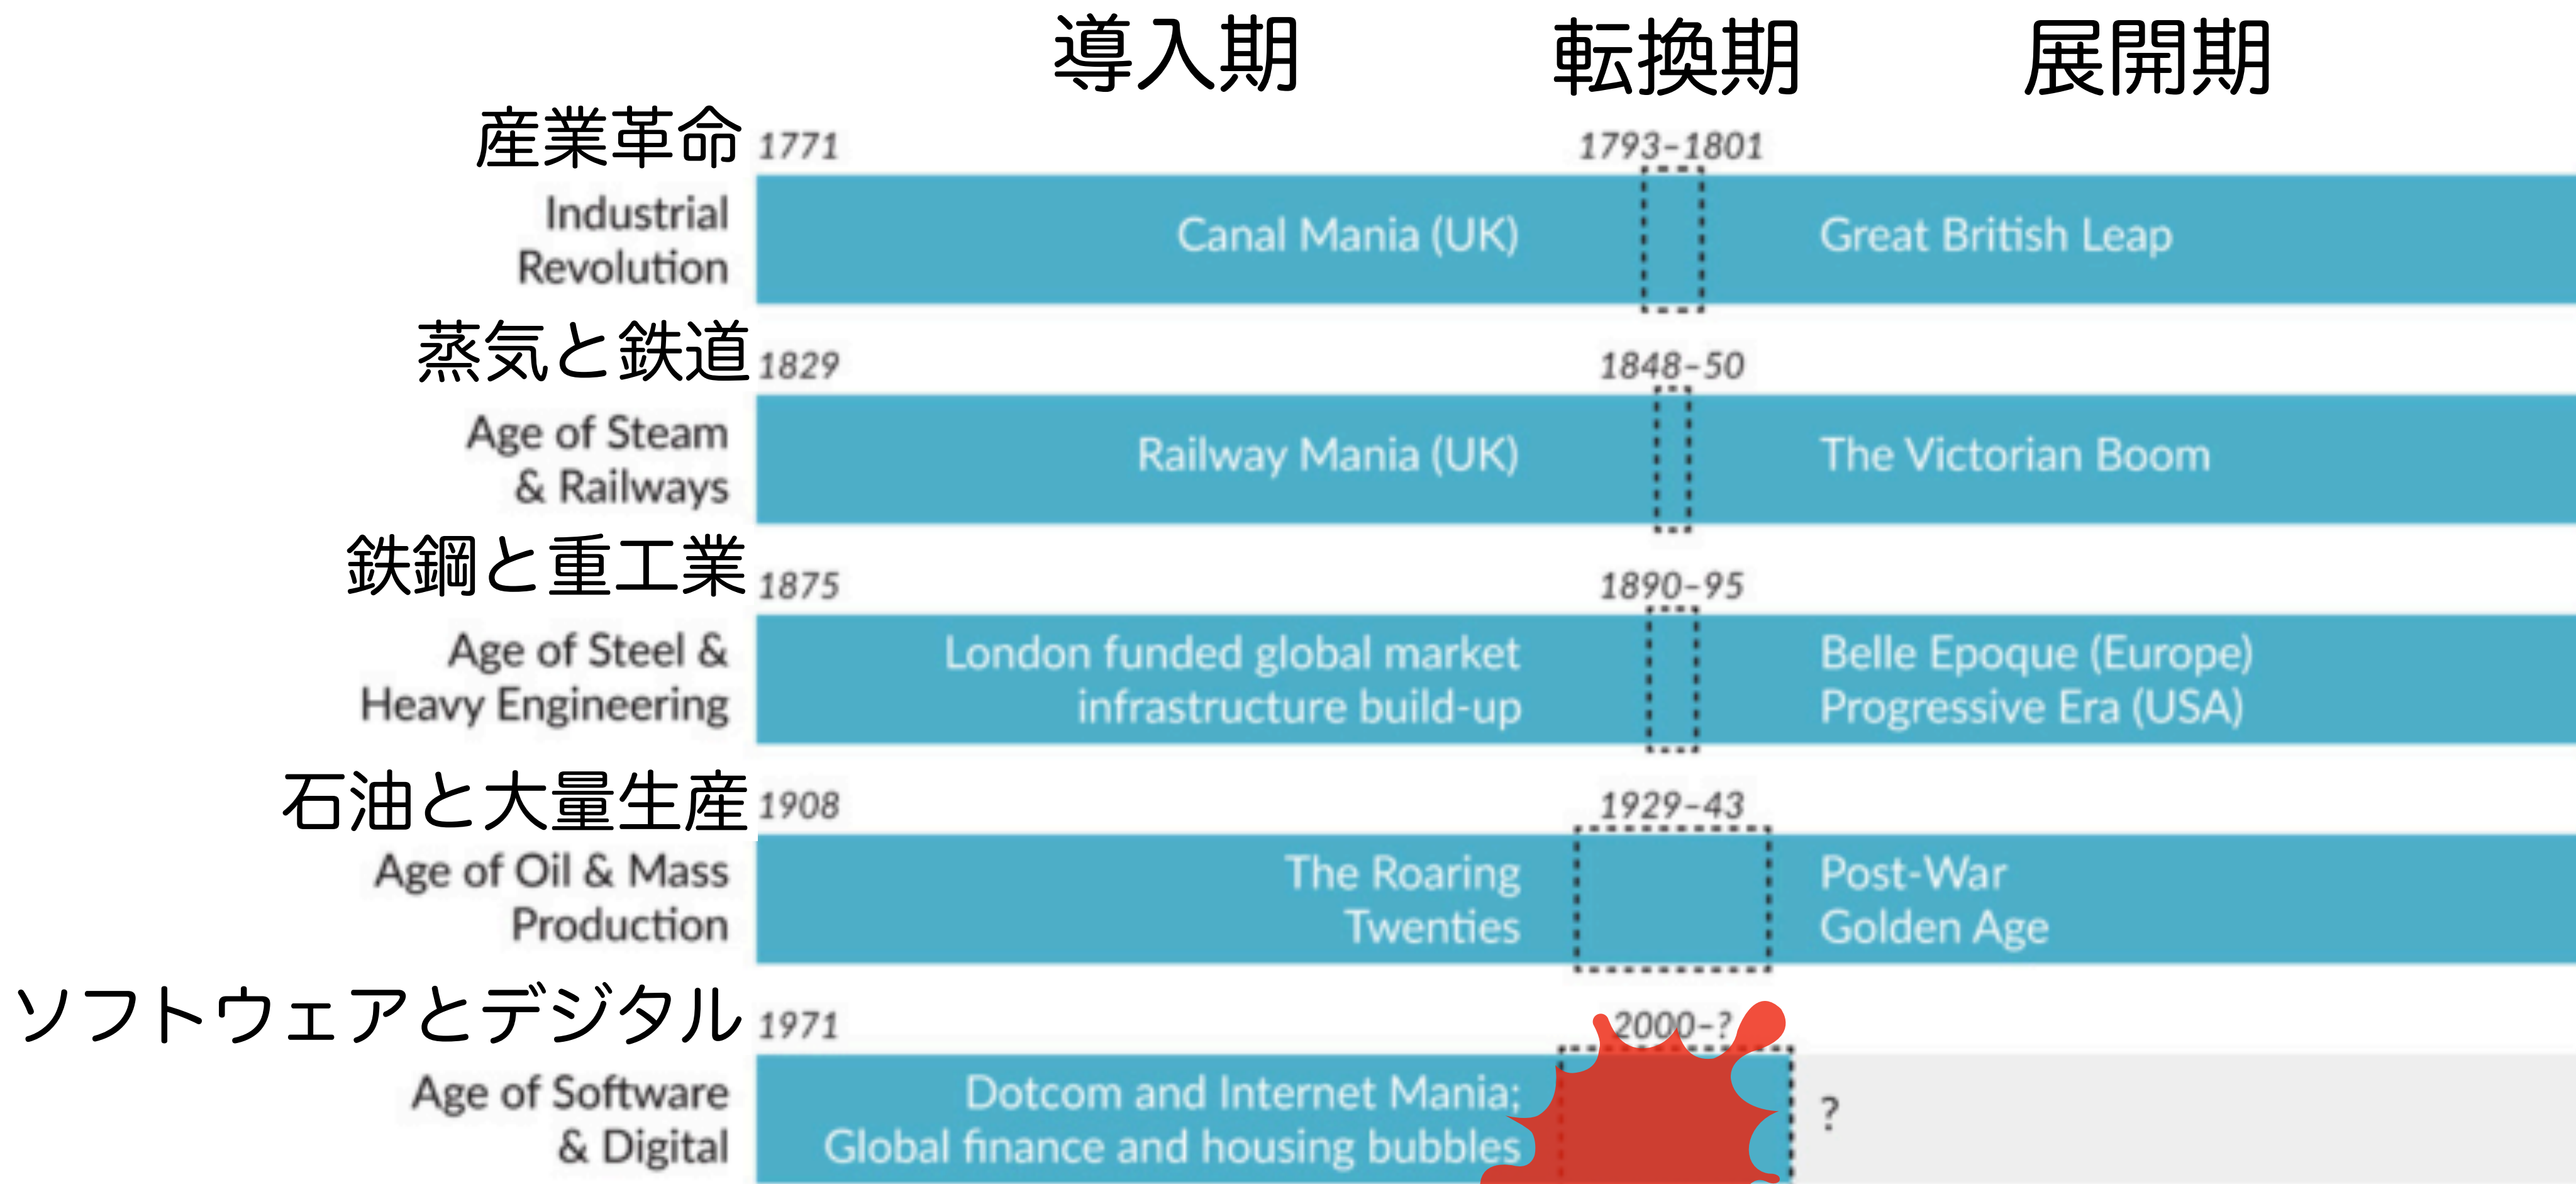 導入期 転換期 展開期
産業革命 1771 1793–1801
Industrial
Revolution
Canal Mania (UK) Great British Leap
蒸気と鉄道 1829 1848–50
Age of Steam
& Railways
Railway Mania (UK) The Victorian Boom
鉄鋼と重工業 1875 1890–95
Age of Steel &
Heavy Engineering
London funded global market
infrastructure build-up
Belle Epoque (Europe)
Progressive Era (USA)
石油と大量生産 1908 1929–43
Age of Oil & Mass
Production
The Roaring
Twenties
Post-War
Golden Age
ソフトウェアとデジタル 1971 2000–?
Age of Software
& Digital
Dotcom and Internet Mania;
Global finance and housing bubbles
?